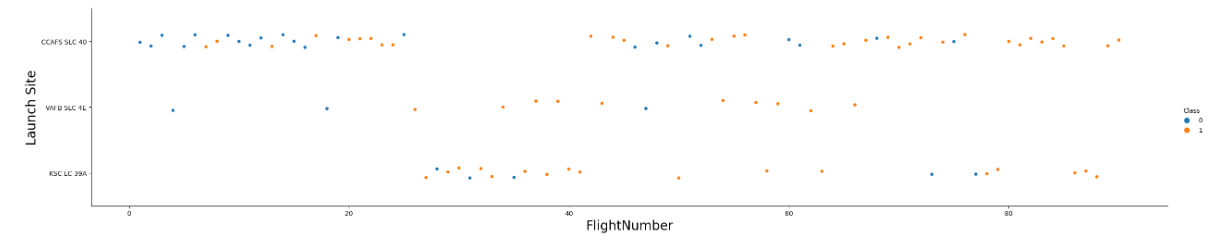 CCAFS SLC 40
VAFB SLC 4E
KSC LC 39A
Launch Site
0
20
40
60
80
FlightNumber
Class
0
1